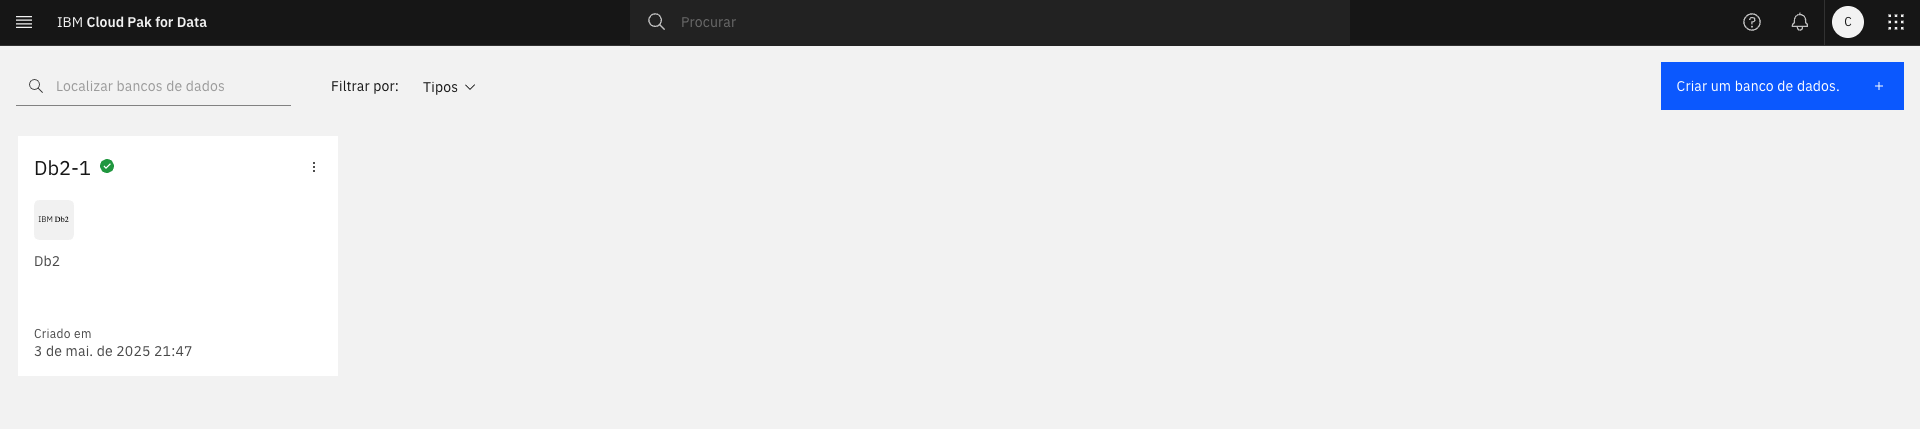 IBM Cloud Pak for Data
Procurar
C
Localizar bancos de dados
Filtrar por:
Tipos
Criar um banco de dados.
Db2-1
IBM Db2
Db2
Criado em
3 de mai. de 2025 21:47